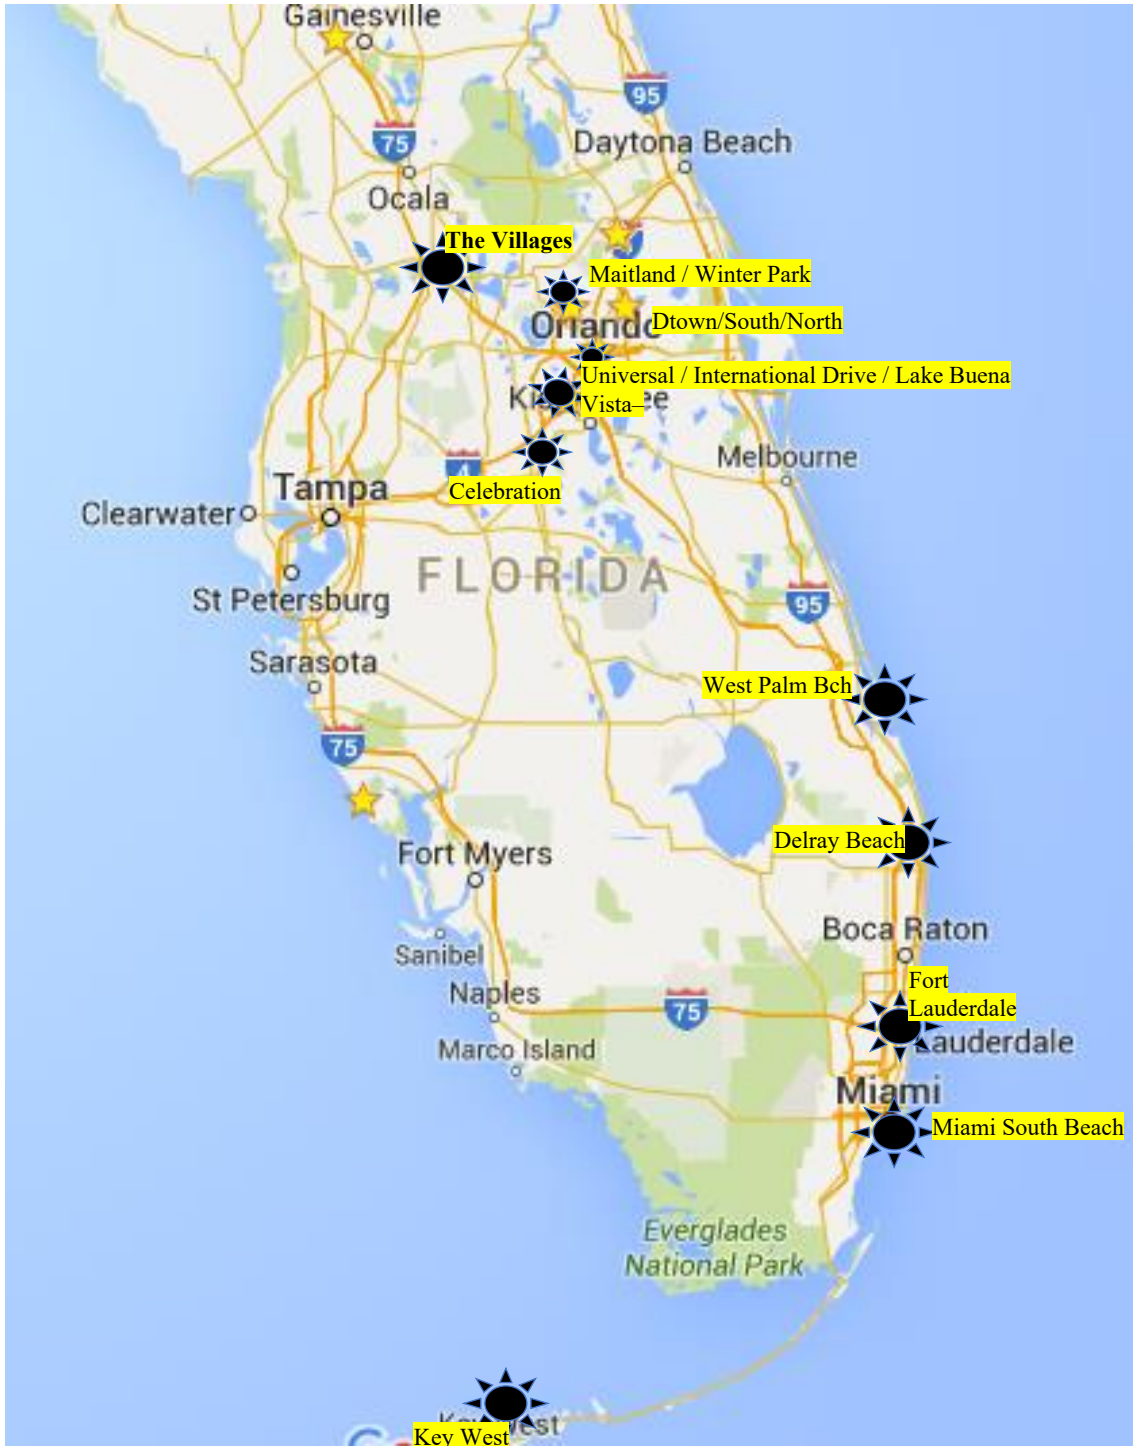 Gainesville
95
Daytona Beach
75
Ocala
The Villages
Maitland / Winter Park
Orlando
Dtown/South/North
Universal / International Drive / Lake Buena
Vista–
Melbourne
4
Celebration
Tampa
Clearwater
FLORIDA
St Petersburg
95
Sarasota
West Palm Bch
75
Delray Beach
Fort Myers
Boca Raton
Sanibel
Fort
Lauderdale
Naples
75
Lauderdale
Marco Island
Miami
Miami South Beach
Everglades
National Park
Key West
Key West